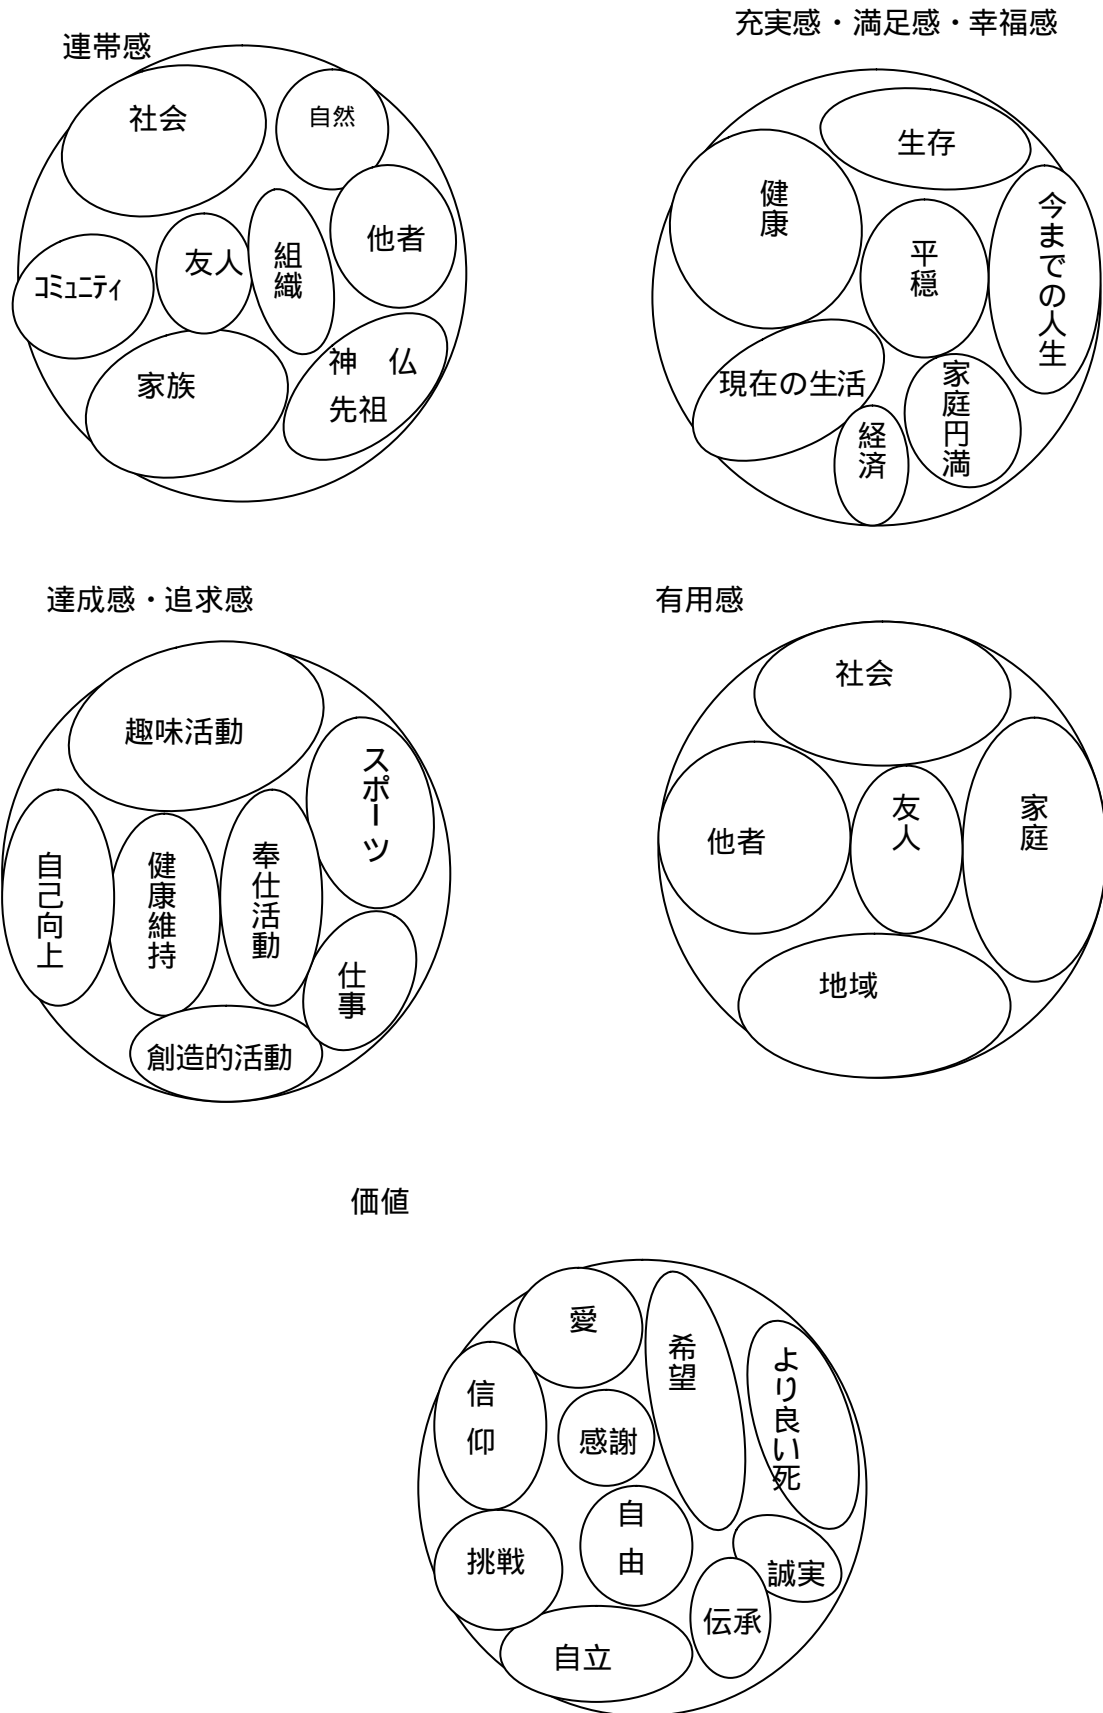 連帯感
社会
自然
他者
友人
組織
コミュニティ
家族
神　仏
先祖
充実感・満足感・幸福感
生存
健康
今までの人生
平穏
現在の生活
家庭円満
経済
達成感・追求感
趣味活動
スポーツ
自己向上
健康維持
奉仕活動
仕事
創造的活動
有用感
社会
他者
友人
家庭
地域
価値
愛
希望
より良い死
信
仰
感謝
自
由
挑戦
誠実
伝承
自立